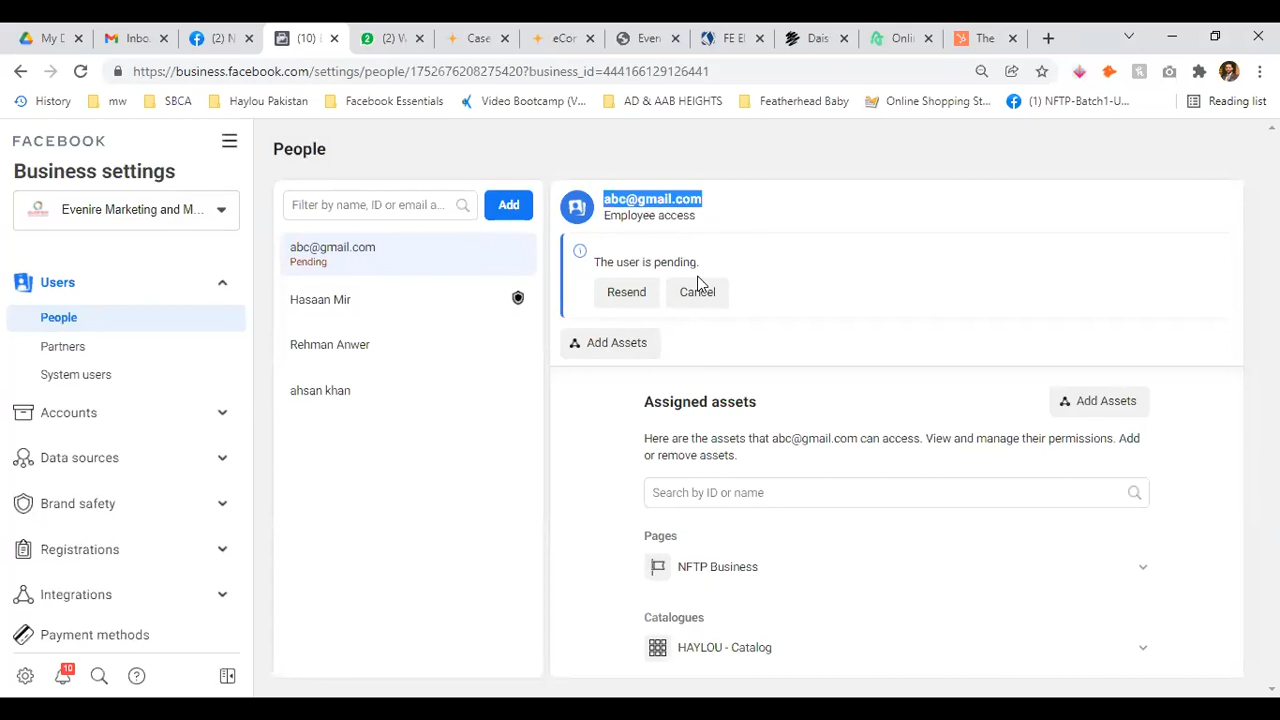 My D
Inbo
(2) N
(10)
(2) W
Case
eCor
Even
FE El
Dais
Onli
The
https://business.facebook.com/settings/people/1752676208275420?business_id=444166129126441
History
mw
SBCA
Haylou Pakistan
Facebook Essentials
Video Bootcamp (V...
AD & AAB HEIGHTS
Featherhead Baby
Online Shopping St...
(1) NFTP-Batch1-U...
Reading list
FACEBOOK
Business settings
Evenire Marketing and M...
Users
People
Partners
System users
Accounts
Data sources
Brand safety
Registrations
Integrations
Payment methods
10
People
Filter by name, ID or email a...
Add
abc@gmail.com
Pending
Hasaan Mir
Rehman Anwer
ahsan khan
abc@gmail.com
Employee access
The user is pending.
Resend
Cancel
Add Assets
Assigned assets
Add Assets
Here are the assets that abc@gmail.com can access. View and manage their permissions. Add
or remove assets.
Search by ID or name
Pages
NFTP Business
Catalogues
HAYLOU - Catalog